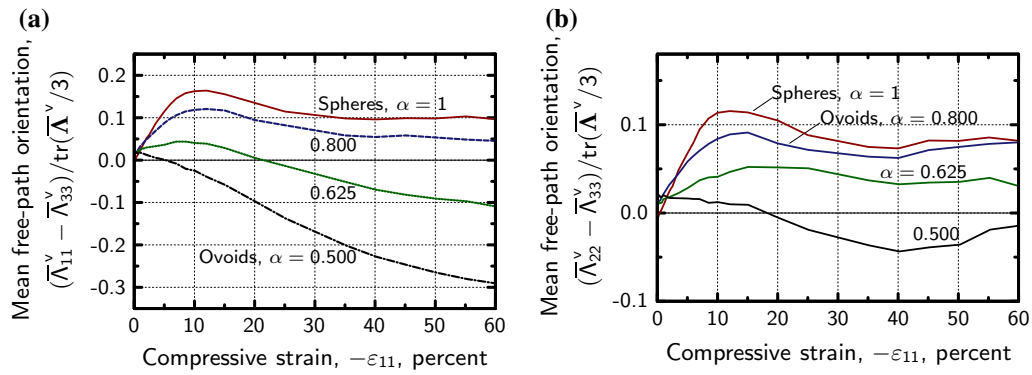 (a)
Mean free-path orientation,
(Λ̅ᵛ₁₁ − Λ̅ᵛ₃₃)/tr(Λ̅ᵛ/3)
0.2
0.1
0.0
-0.1
-0.2
-0.3
Spheres, α = 1
0.800
0.625
Ovoids, α = 0.500
0 10 20 30 40 50 60
Compressive strain, −ε₁₁, percent
(b)
Mean free-path orientation,
(Λ̅ᵛ₂₂ − Λ̅ᵛ₃₃)/tr(Λ̅ᵛ/3)
0.1
0.0
-0.1
Spheres, α = 1
Ovoids, α = 0.800
α = 0.625
0.500
0 10 20 30 40 50 60
Compressive strain, −ε₁₁, percent